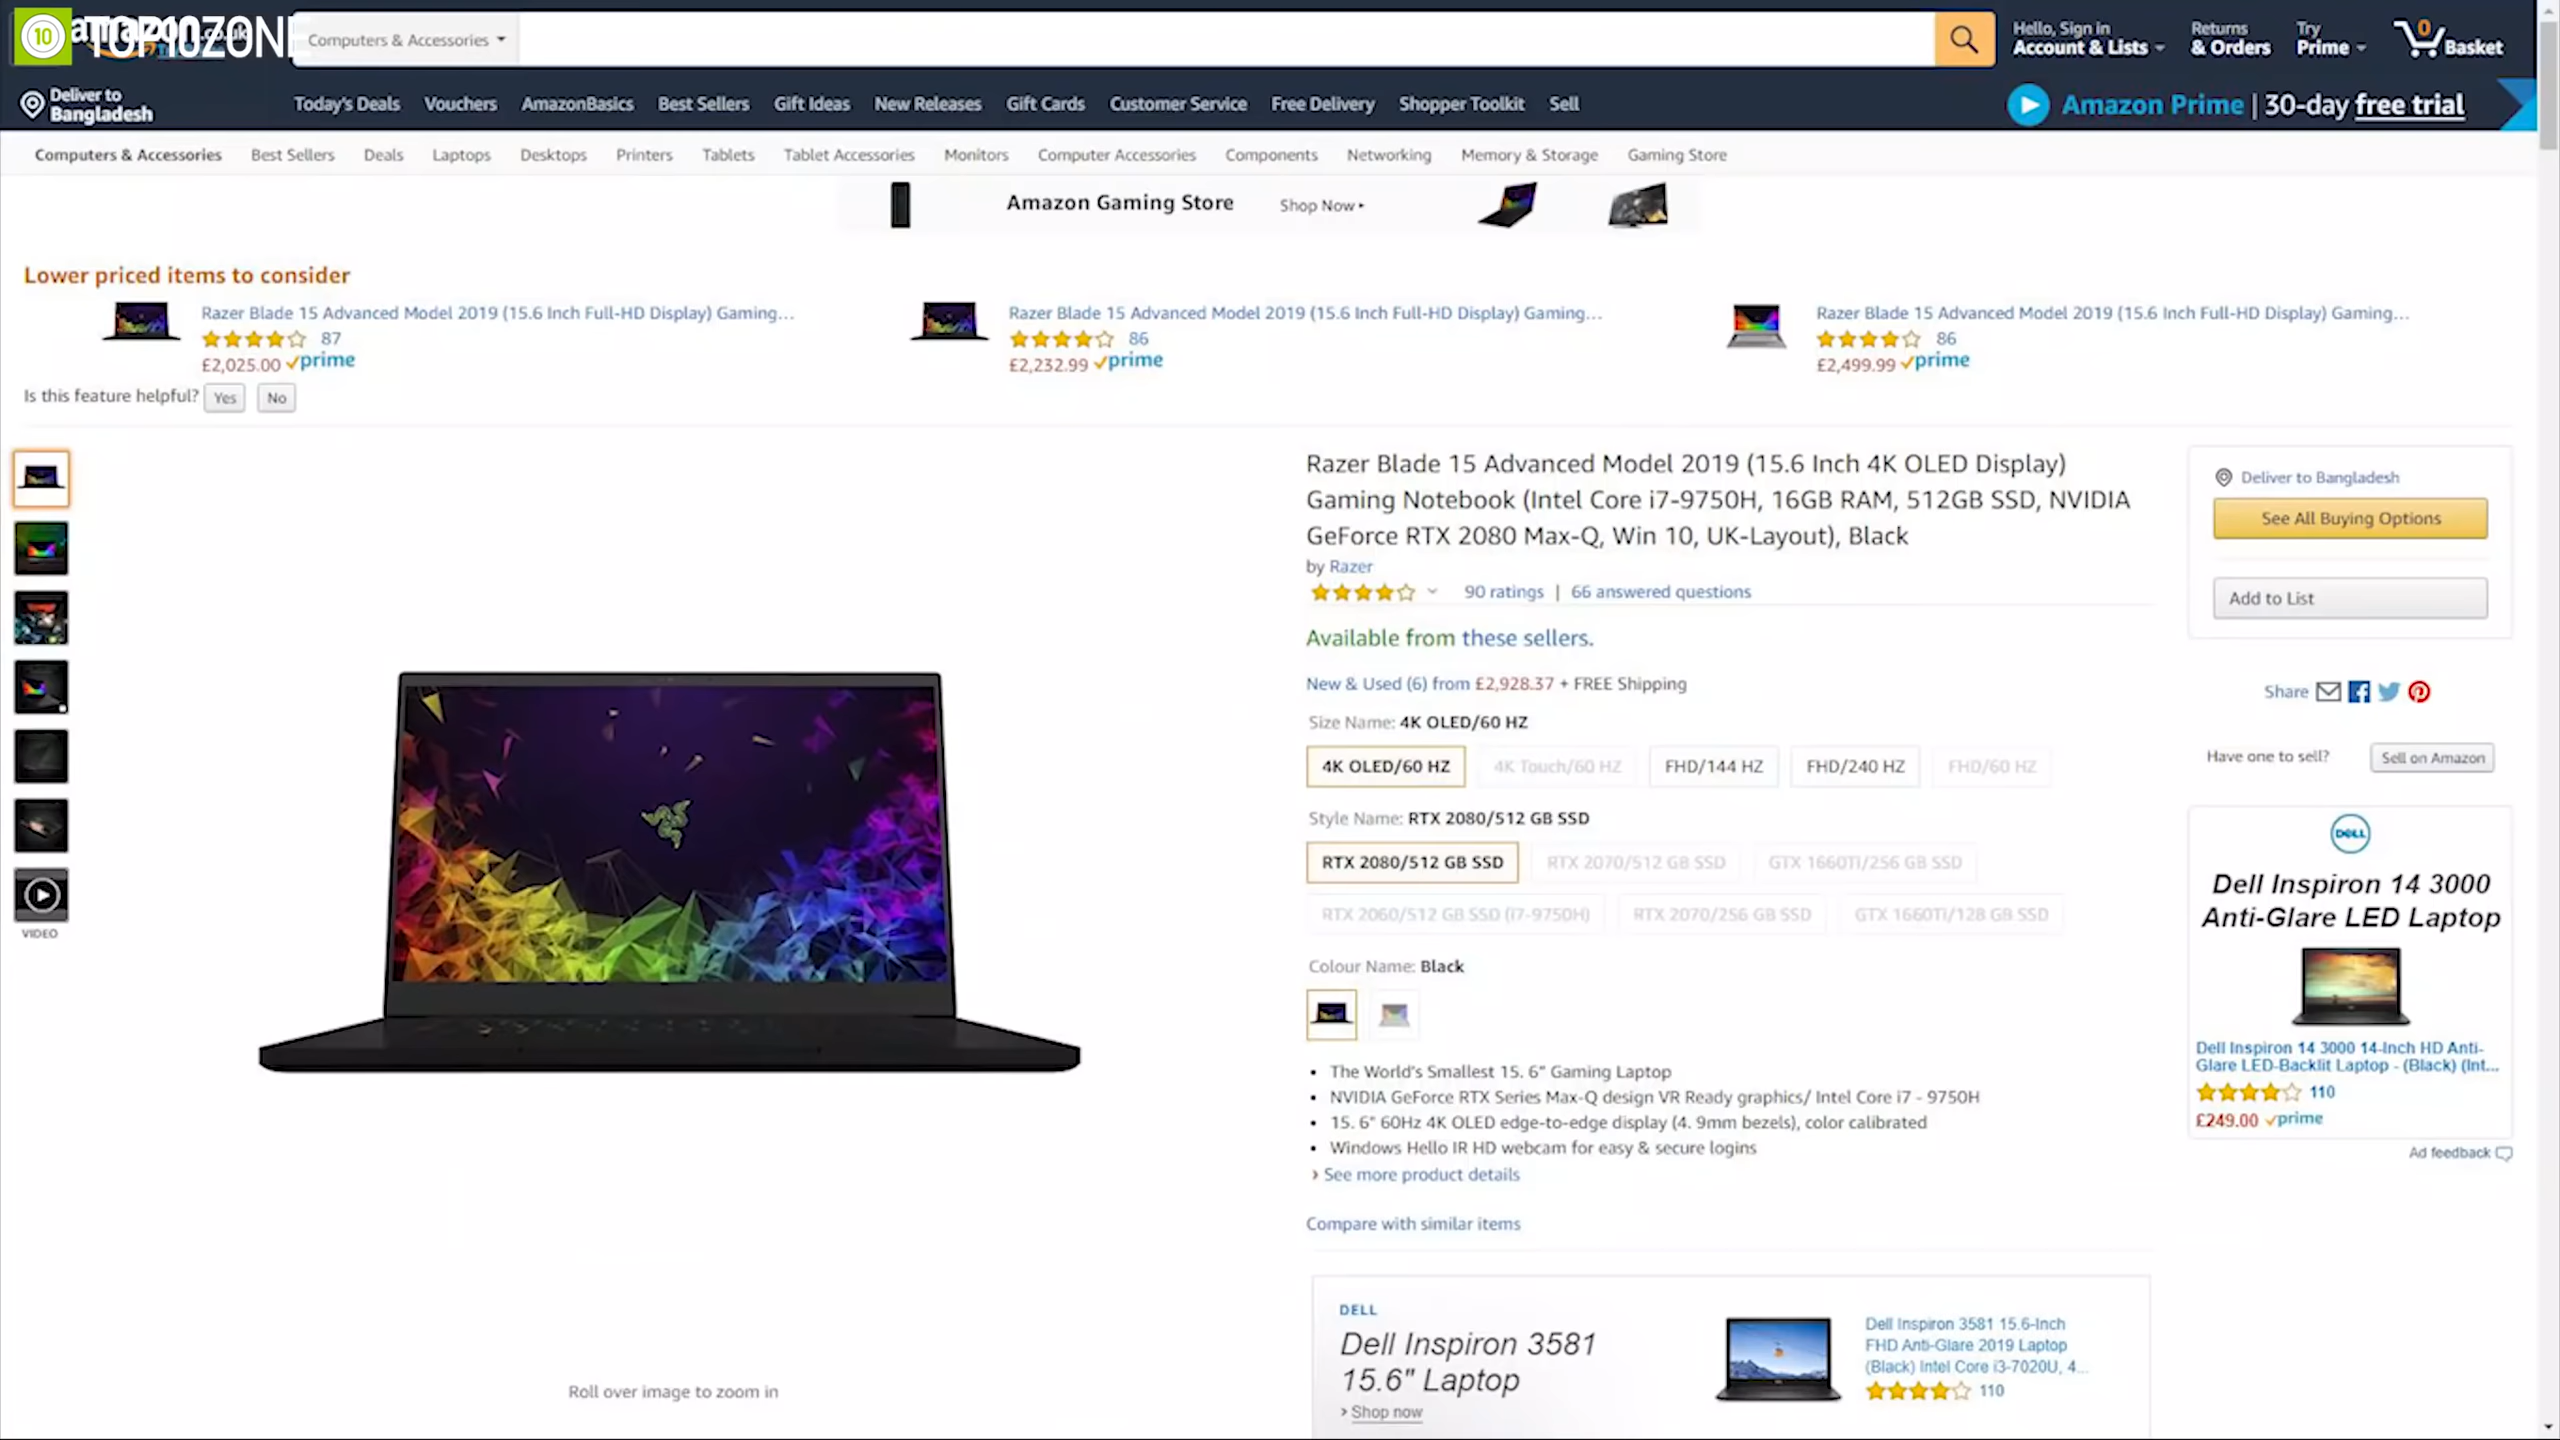 10 TOP10ZONE
amazon.co.uk
Computers & Accessories
Hello, Sign in
Account & Lists
Returns
& Orders
Try
Prime
0
Basket
Deliver to
Bangladesh
Today's Deals Vouchers AmazonBasics Best Sellers Gift Ideas New Releases Gift Cards Customer Service Free Delivery Shopper Toolkit Sell
Amazon Prime | 30-day free trial
Computers & Accessories Best Sellers Deals Laptops Desktops Printers Tablets Tablet Accessories Monitors Computer Accessories Components Networking Memory & Storage Gaming Store
Amazon Gaming Store Shop Now
Lower priced items to consider
Razer Blade 15 Advanced Model 2019 (15.6 Inch Full-HD Display) Gaming...
87
£2,025.00 prime
Razer Blade 15 Advanced Model 2019 (15.6 Inch Full-HD Display) Gaming...
86
£2,232.99 prime
Razer Blade 15 Advanced Model 2019 (15.6 Inch Full-HD Display) Gaming...
86
£2,499.99 prime
Is this feature helpful? Yes No
VIDEO
Roll over image to zoom in
Razer Blade 15 Advanced Model 2019 (15.6 Inch 4K OLED Display)
Gaming Notebook (Intel Core i7-9750H, 16GB RAM, 512GB SSD, NVIDIA
GeForce RTX 2080 Max-Q, Win 10, UK-Layout), Black
by Razer
90 ratings | 66 answered questions
Available from these sellers.
New & Used (6) from £2,928.37 + FREE Shipping
Size Name: 4K OLED/60 HZ
4K OLED/60 HZ 4K Touch/60 HZ FHD/144 HZ FHD/240 HZ FHD/60 HZ
Style Name: RTX 2080/512 GB SSD
RTX 2080/512 GB SSD RTX 2070/512 GB SSD GTX 1660TI/256 GB SSD
RTX 2060/512 GB SSD (i7-9750H) RTX 2070/256 GB SSD GTX 1660TI/128 GB SSD
Colour Name: Black
• The World's Smallest 15. 6" Gaming Laptop
• NVIDIA GeForce RTX Series Max-Q design VR Ready graphics/ Intel Core i7 - 9750H
• 15. 6" 60Hz 4K OLED edge-to-edge display (4. 9mm bezels), color calibrated
• Windows Hello IR HD webcam for easy & secure logins
› See more product details
Compare with similar items
DELL
Dell Inspiron 3581
15.6" Laptop
› Shop now
Dell Inspiron 3581 15.6-Inch
FHD Anti-Glare 2019 Laptop
(Black) Intel Core i3-7020U, 4...
110
Deliver to Bangladesh
See All Buying Options
Add to List
Share
Have one to sell? Sell on Amazon
DELL
Dell Inspiron 14 3000
Anti-Glare LED Laptop
Dell Inspiron 14 3000 14-Inch HD Anti-
Glare LED-Backlit Laptop - (Black) (Int...
110
£249.00 prime
Ad feedback